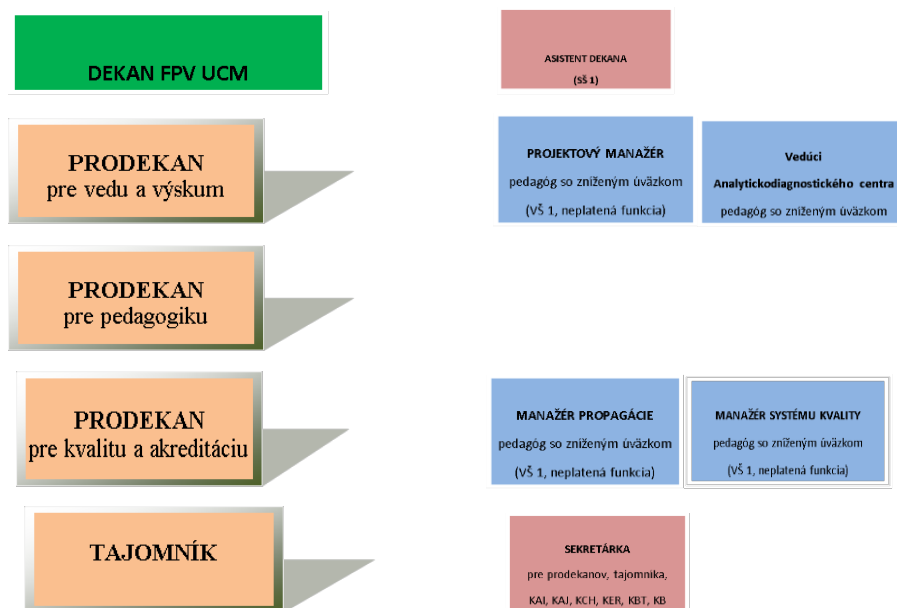 DEKAN FPV UCM
ASISTENT DEKANA
(SŠ 1)
PRODEKAN
pre vedu a výskum
PROJEKTOVÝ MANAŽÉR
pedagóg so zníženým úväzkom
(VŠ 1, neplatená funkcia)
Vedúci
Analytickodiagnostického centra
pedagóg so zníženým úväzkom
PRODEKAN
pre pedagogiku
PRODEKAN
pre kvalitu a akreditáciu
MANAŽÉR PROPAGÁCIE
pedagóg so zníženým úväzkom
(VŠ 1, neplatená funkcia)
MANAŽÉR SYSTÉMU KVALITY
pedagóg so zníženým úväzkom
(VŠ 1, neplatená funkcia)
TAJOMNÍK
SEKRETÁRKA
pre prodekanov, tajomníka,
KAI, KAJ, KCH, KER, KBT, KB